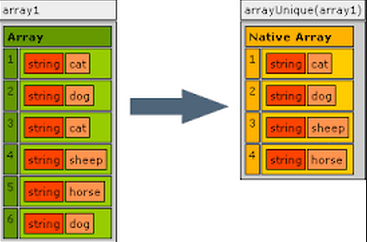 array1
Array
1 string cat
2 string dog
3 string cat
4 string sheep
5 string horse
6 string dog
arrayUnique(array1)
Native Array
1 string cat
2 string dog
3 string sheep
4 string horse